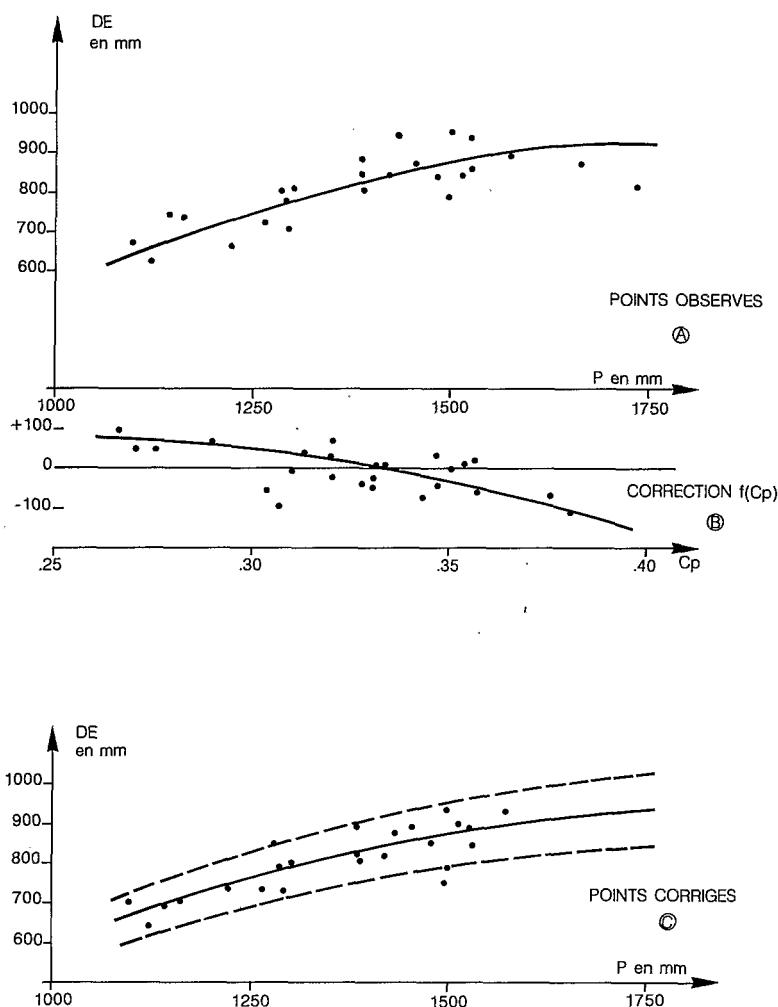 DE
en mm
1000
900
800
700
600
POINTS OBSERVES
A
P en mm
1000 1250 1500 1750
+100
0
-100
CORRECTION f(Cp)
B
.25 .30 .35 .40
Cp
DE
en mm
1000
900
800
700
600
POINTS CORRIGES
C
P en mm
1000 1250 1500 1750